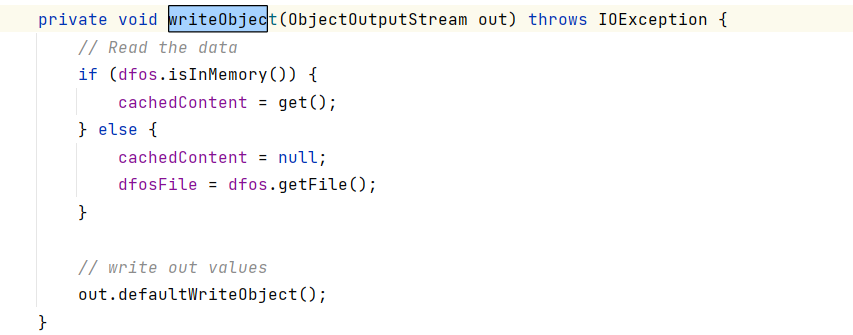 private void writeObject(ObjectOutputStream out) throws IOException {
    // Read the data
    if (dfos.isInMemory()) {
        cachedContent = get();
    } else {
        cachedContent = null;
        dfosFile = dfos.getFile();
    }

    // write out values
    out.defaultWriteObject();
}